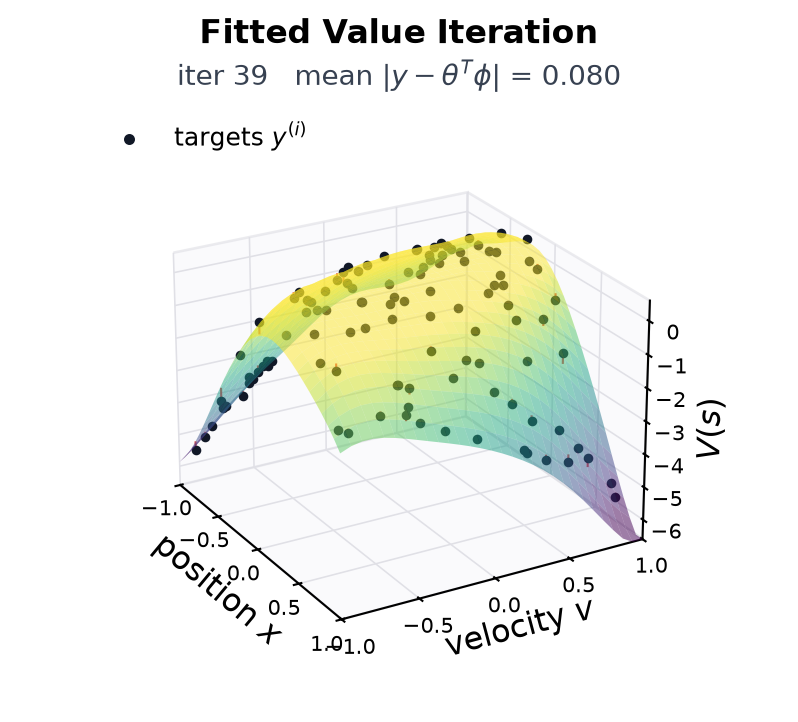 Fitted Value Iteration
iter 39   mean |y − θᵀϕ| = 0.080
targets y⁽ⁱ⁾
0
−1
−2
−3
−4
−5
−6
V(s)
−1.0
−0.5
0.0
0.5
1.0
position x
−1.0
−0.5
0.0
0.5
1.0
velocity v